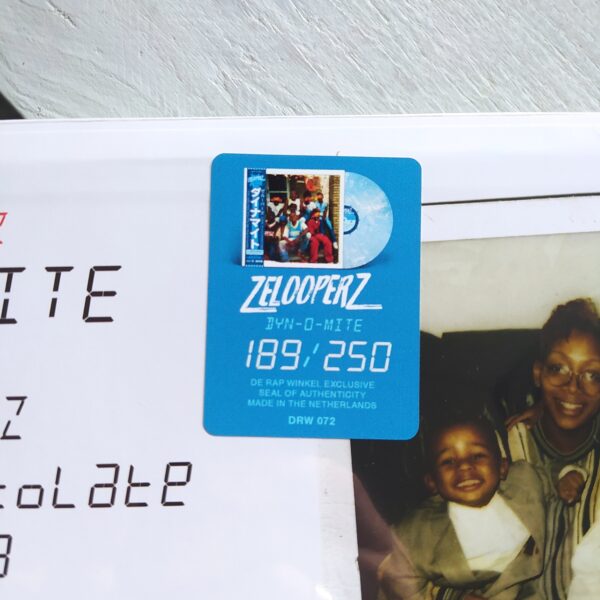 ITE
Z
coLatE
ダイナマイト
ZELOOPERZ
DYN-O-MITE
189/250
DE RAP WINKEL EXCLUSIVE
SEAL OF AUTHENTICITY
MADE IN THE NETHERLANDS
DRW 072